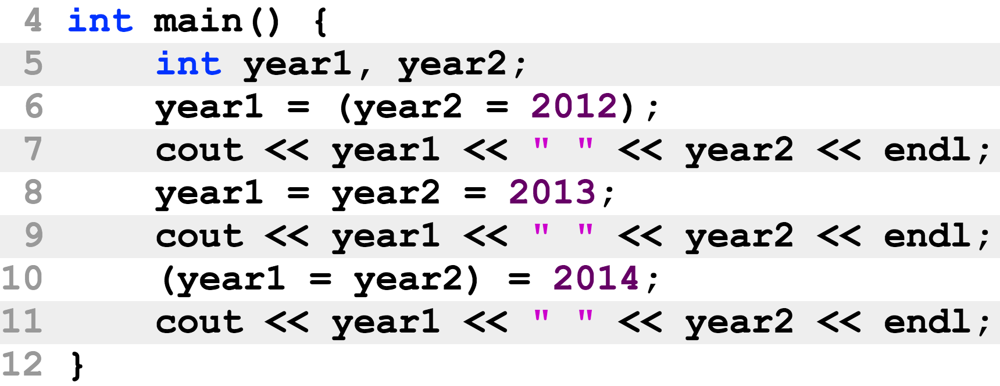 4 int main() {
5     int year1, year2;
6     year1 = (year2 = 2012);
7     cout << year1 << " " << year2 << endl;
8     year1 = year2 = 2013;
9     cout << year1 << " " << year2 << endl;
10     (year1 = year2) = 2014;
11     cout << year1 << " " << year2 << endl;
12 }